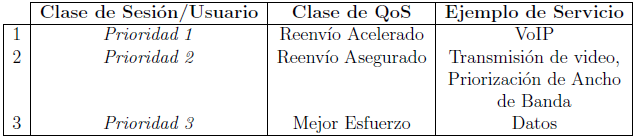 Clase de Sesión/Usuario Clase de QoS Ejemplo de Servicio
1 Prioridad 1 Reenvío Acelerado VoIP
2 Prioridad 2 Reenvío Asegurado Transmisión de video,
Priorización de Ancho
de Banda
3 Prioridad 3 Mejor Esfuerzo Datos